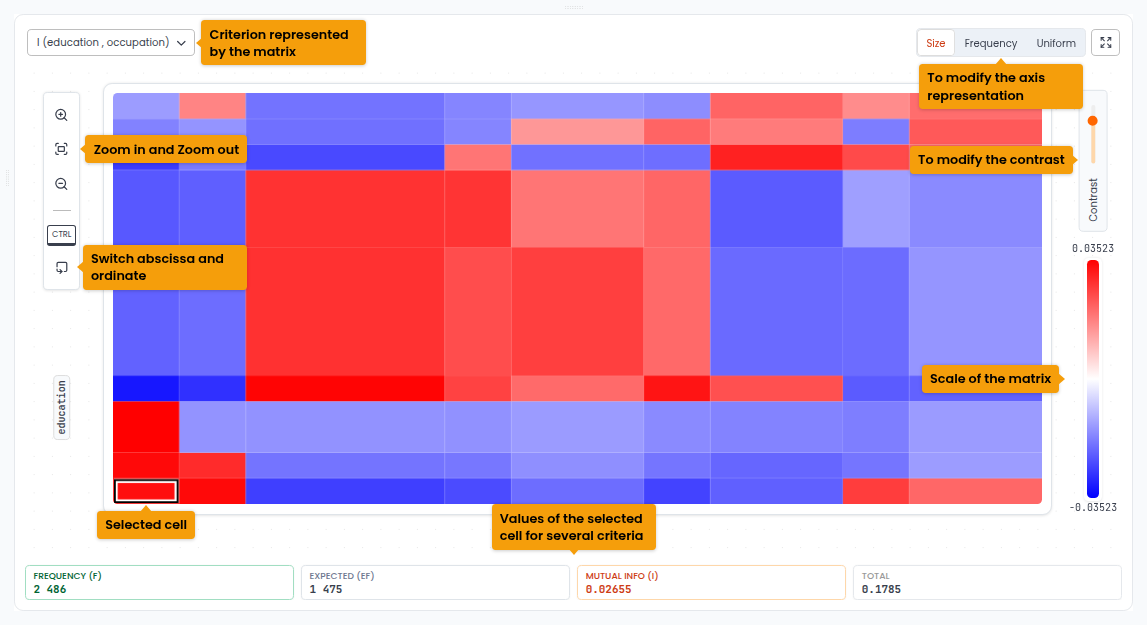 I (education , occupation)
Criterion represented
by the matrix
Size
Frequency
Uniform
To modify the axis
representation
Zoom in and Zoom out
To modify the contrast
Contrast
CTRL
Switch abscissa and
ordinate
0.03523
Scale of the matrix
education
-0.03523
Selected cell
Values of the selected
cell for several criteria
FREQUENCY (F)
2 486
EXPECTED (EF)
1 475
MUTUAL INFO (I)
0.02655
TOTAL
0.1785